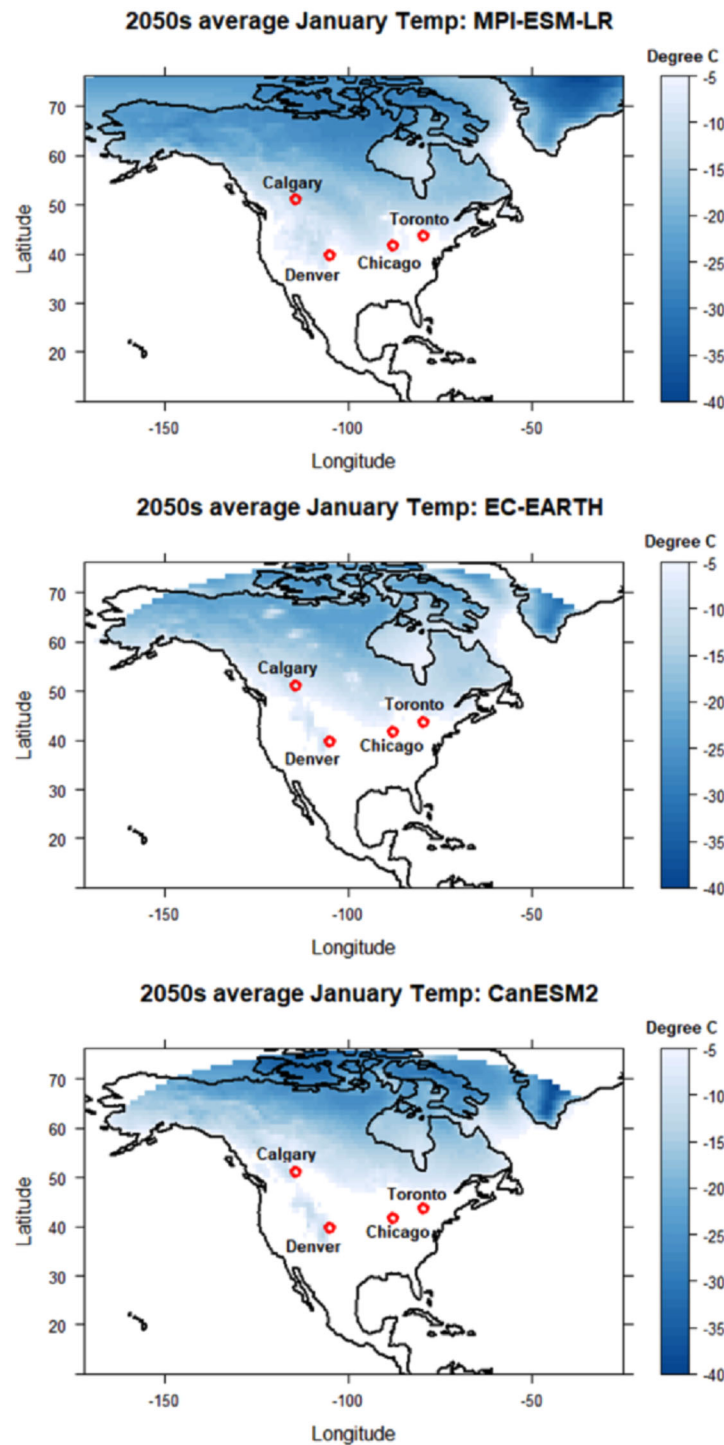 2050s average January Temp: MPI-ESM-LR
Degree C
-5
-10
-15
-20
-25
-30
-35
-40
70
60
50
40
30
20
Latitude
Calgary
Toronto
Denver
Chicago
-150
-100
-50
Longitude
2050s average January Temp: EC-EARTH
Degree C
-5
-10
-15
-20
-25
-30
-35
-40
70
60
50
40
30
20
Latitude
Calgary
Toronto
Denver
Chicago
-150
-100
-50
Longitude
2050s average January Temp: CanESM2
Degree C
-5
-10
-15
-20
-25
-30
-35
-40
70
60
50
40
30
20
Latitude
Calgary
Toronto
Denver
Chicago
-150
-100
-50
Longitude